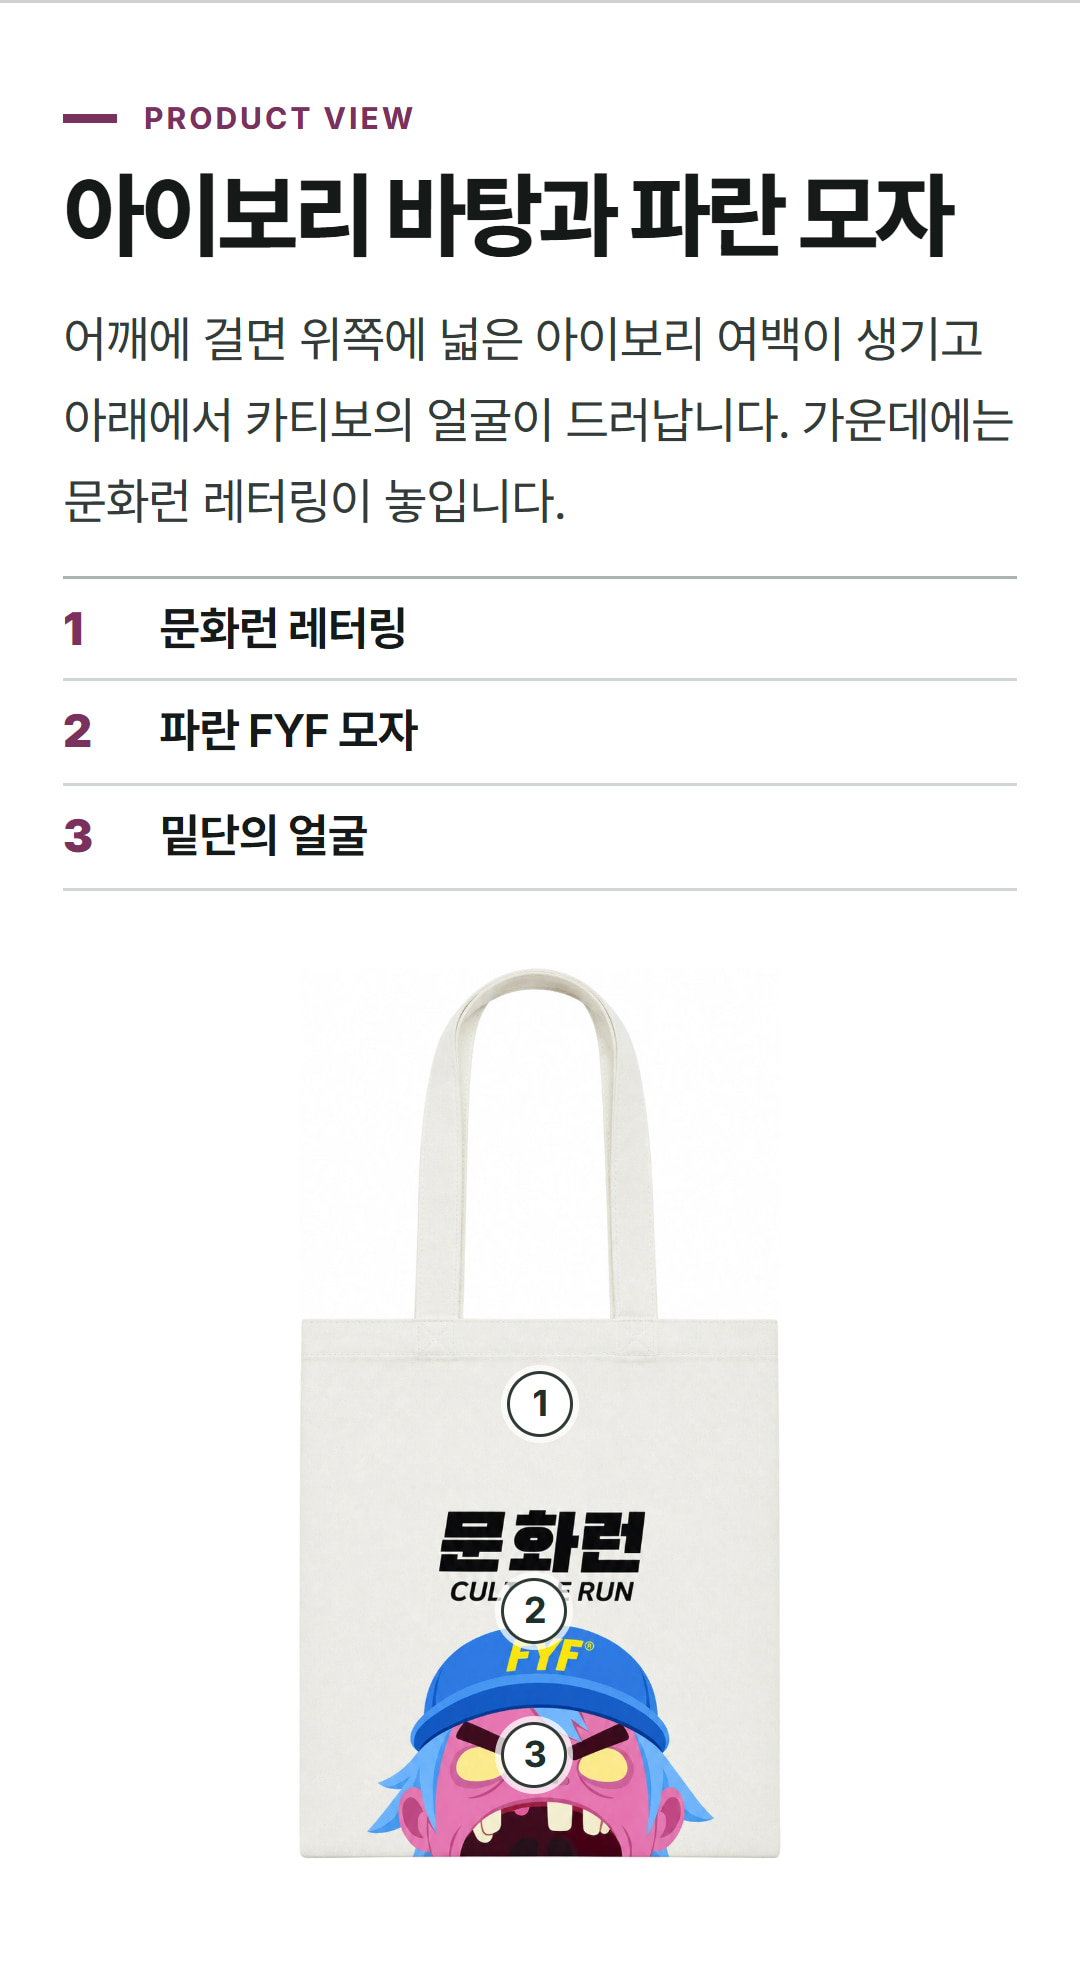 PRODUCT VIEW
아이보리 바탕과 파란 모자
어깨에 걸면 위쪽에 넓은 아이보리 여백이 생기고
아래에서 카티보의 얼굴이 드러납니다. 가운데에는
문화런 레터링이 놓입니다.
1 문화런 레터링
2 파란 FYF 모자
3 밑단의 얼굴
1
문화런
RUN
2
FYF®
3